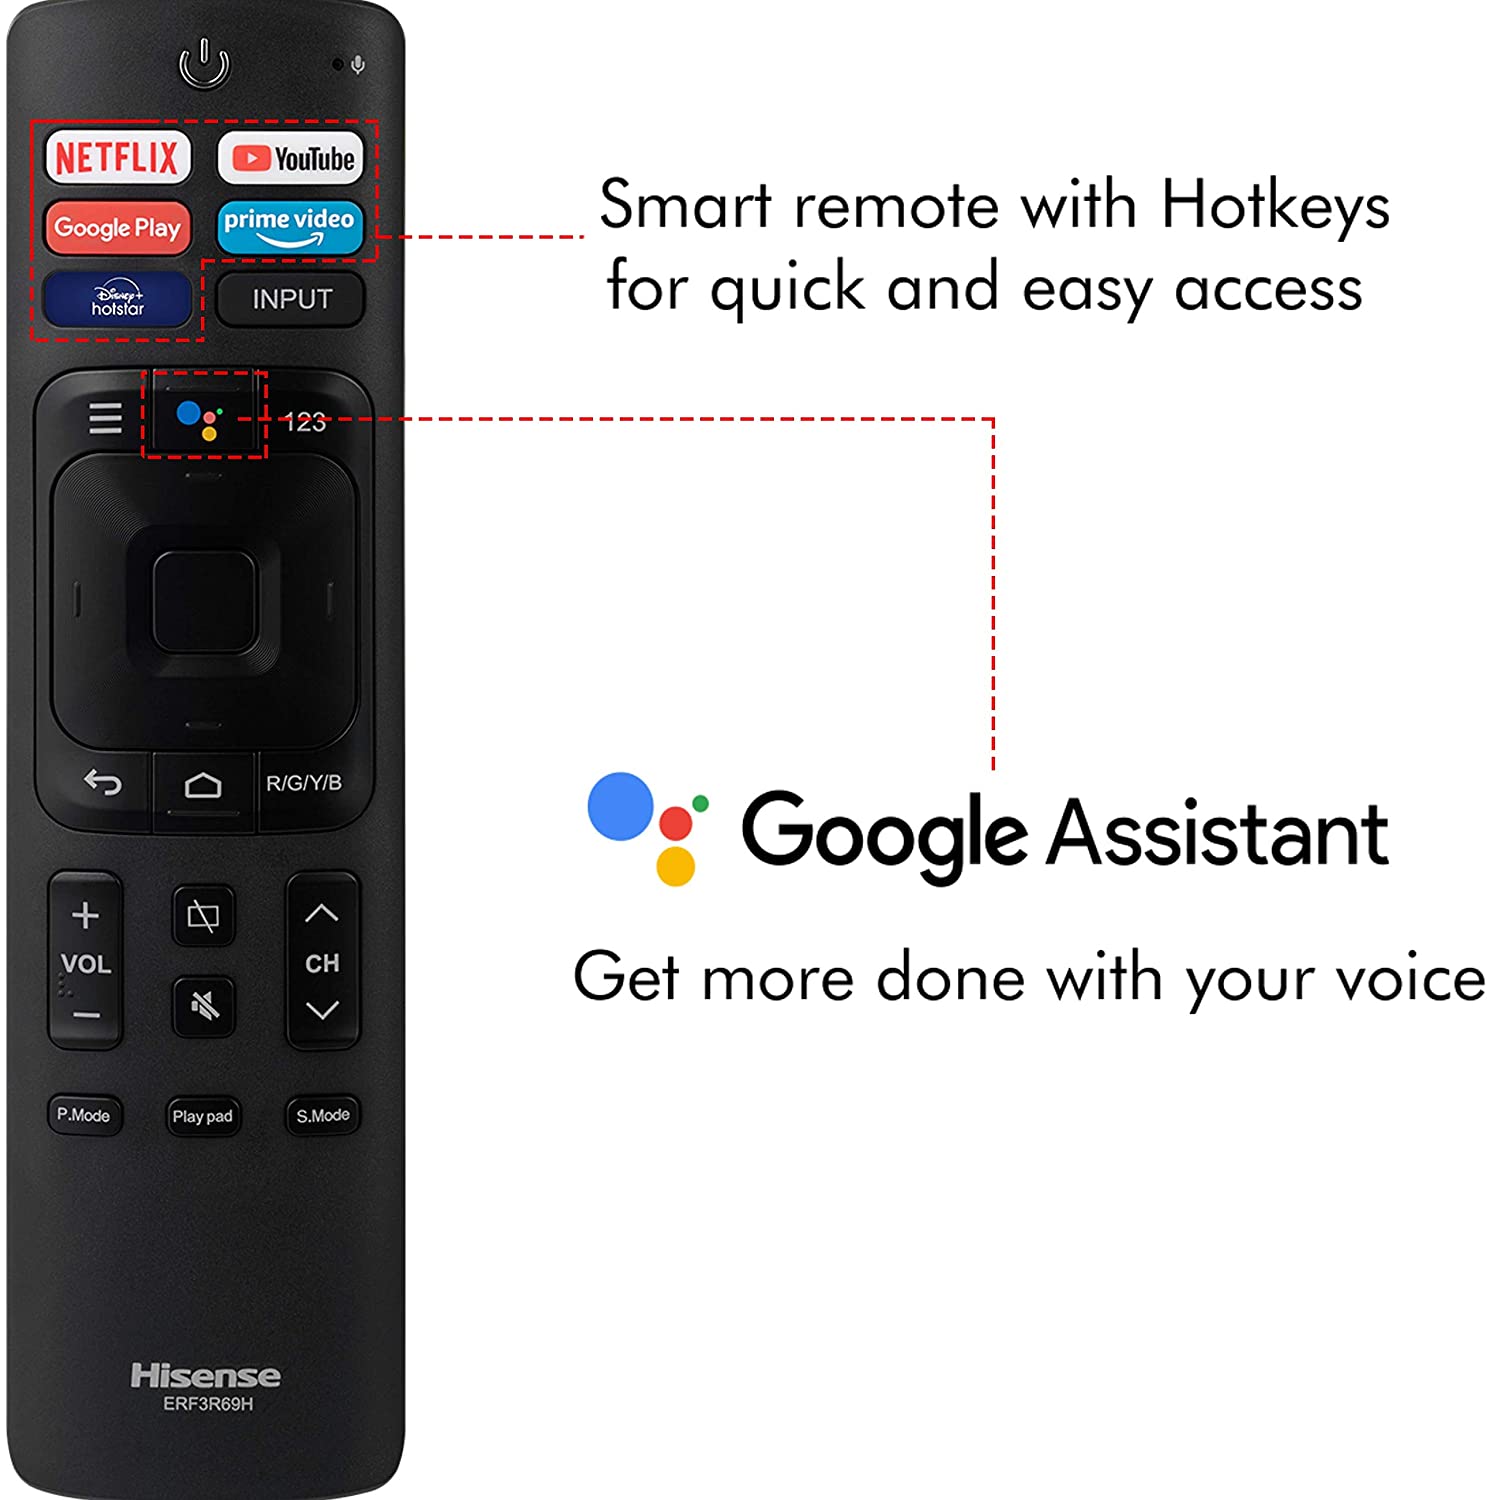 NETFLIX
YouTube
Google Play
prime video
Disney+
hotstar
INPUT
123
R/G/Y/B
+
VOL
−
CH
P.Mode
Play pad
S.Mode
Hisense
ERF3R69H
Smart remote with Hotkeys
for quick and easy access
Google Assistant
Get more done with your voice